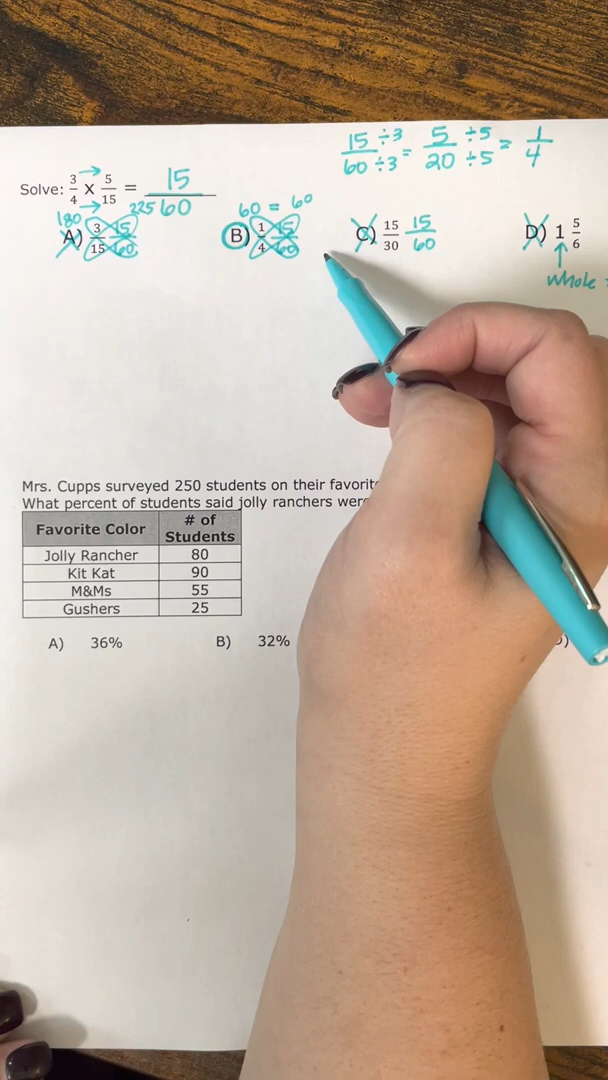 15 ÷3 = 5 ÷5 = 1
60 ÷3 20 ÷5 4
Solve: 3/4 x 5/15 = 15/60
180 225 60 = 60
A) 3/15 15/60 B) 1/4 15/60 C) 15/30 15/60 D) 1 5/6
whole
Mrs. Cupps surveyed 250 students on their
What percent of students said jolly ranchers
Favorite Color # of Students
Jolly Rancher 80
Kit Kat 90
M&Ms 55
Gushers 25
A) 36% B) 32%